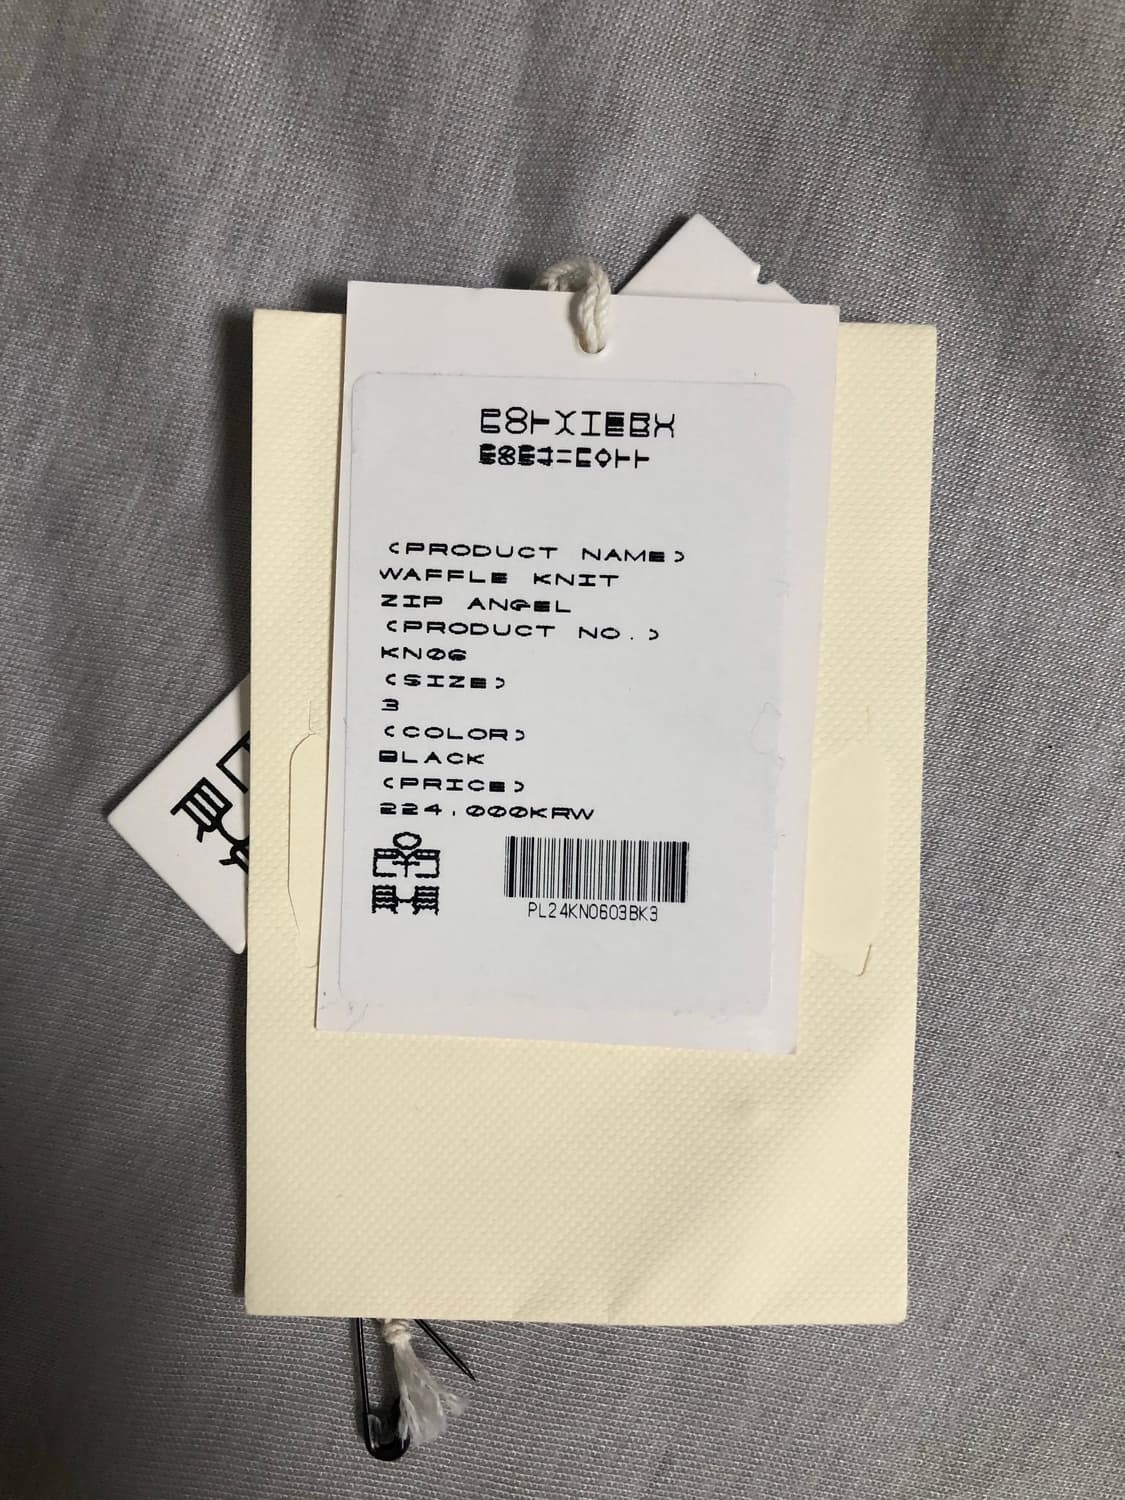 <PRODUCT NAME>
WAFFLE KNIT
ZIP ANGEL
<PRODUCT NO.>
KN06
<SIZE>
3
<COLOR>
BLACK
<PRICE>
224.000KRW
PL24KN0603BK3